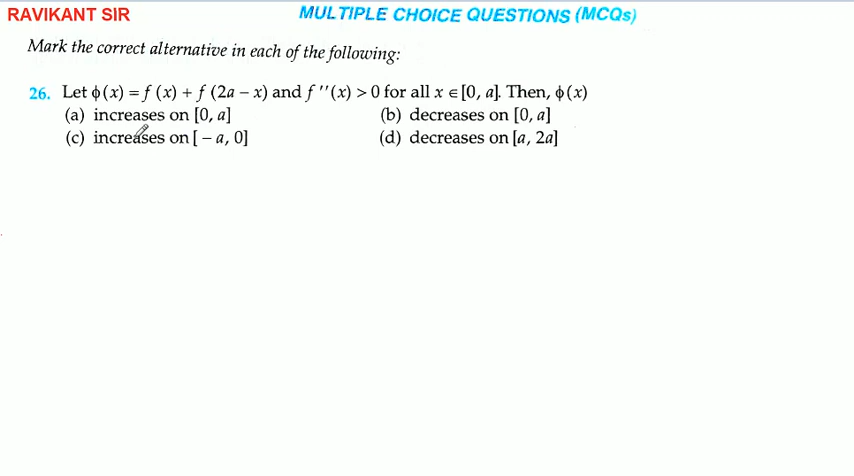 RAVIKANT SIR
MULTIPLE CHOICE QUESTIONS (MCQs)
Mark the correct alternative in each of the following:
26. Let ϕ(x) = f (x) + f (2a – x) and f ''(x) > 0 for all x ∈ [0, a]. Then, ϕ(x)
(a) increases on [0, a] (b) decreases on [0, a]
(c) increases on [ – a, 0] (d) decreases on [a, 2a]